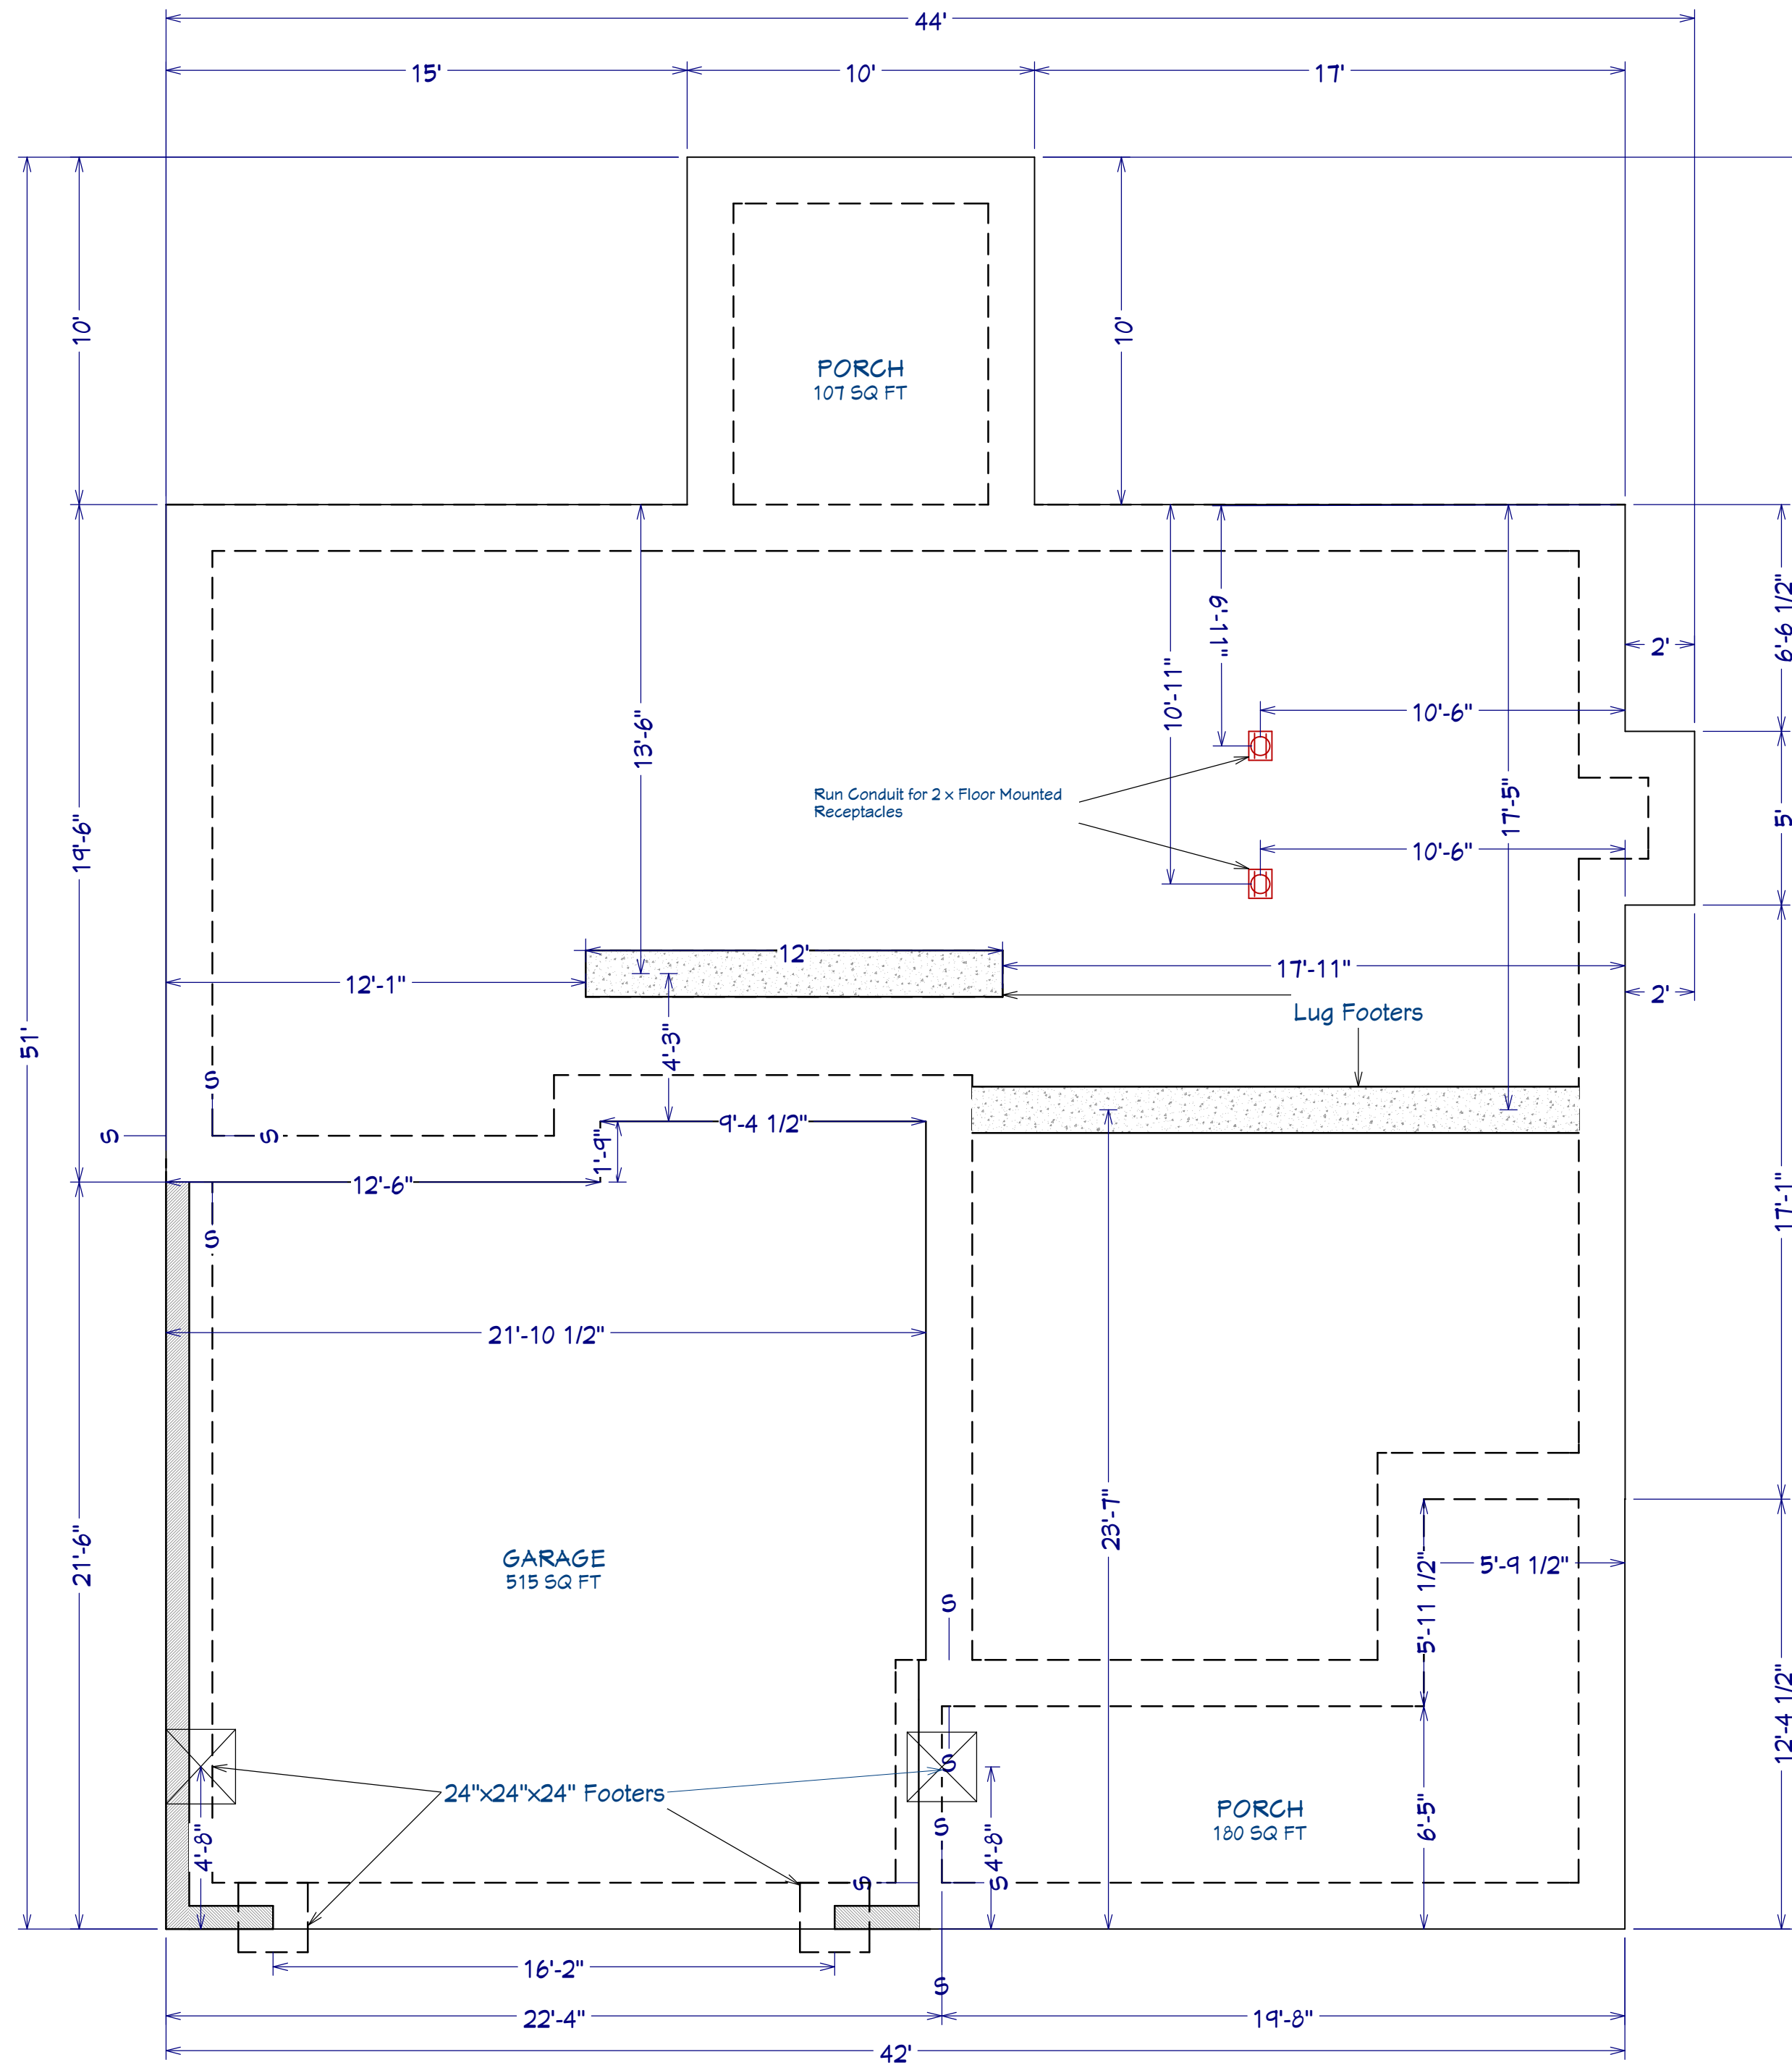 44'
15'
10'
17'
10'
10'
PORCH
107 SQ FT
6'-11"
6'-6 1/2"
2'
10'-11"
13'-6"
10'-6"
Run Conduit for 2 x Floor Mounted
Receptacles
17'-5"
5'
19'-6"
10'-6"
12'
17'-11"
12'-1"
2'
Lug Footers
51'
4'-3"
S
S
S
9'-4 1/2"
1'-9"
12'-6"
17'-1"
S
21'-10 1/2"
23'-7"
GARAGE
515 SQ FT
21'-6"
5'-9 1/2"
5'-11 1/2"
S
12'-4 1/2"
S
24"x24"x24" Footers
PORCH
180 SQ FT
6'-5"
S
4'-8"
4'-8"
S
S
16'-2"
S
22'-4"
19'-8"
42'